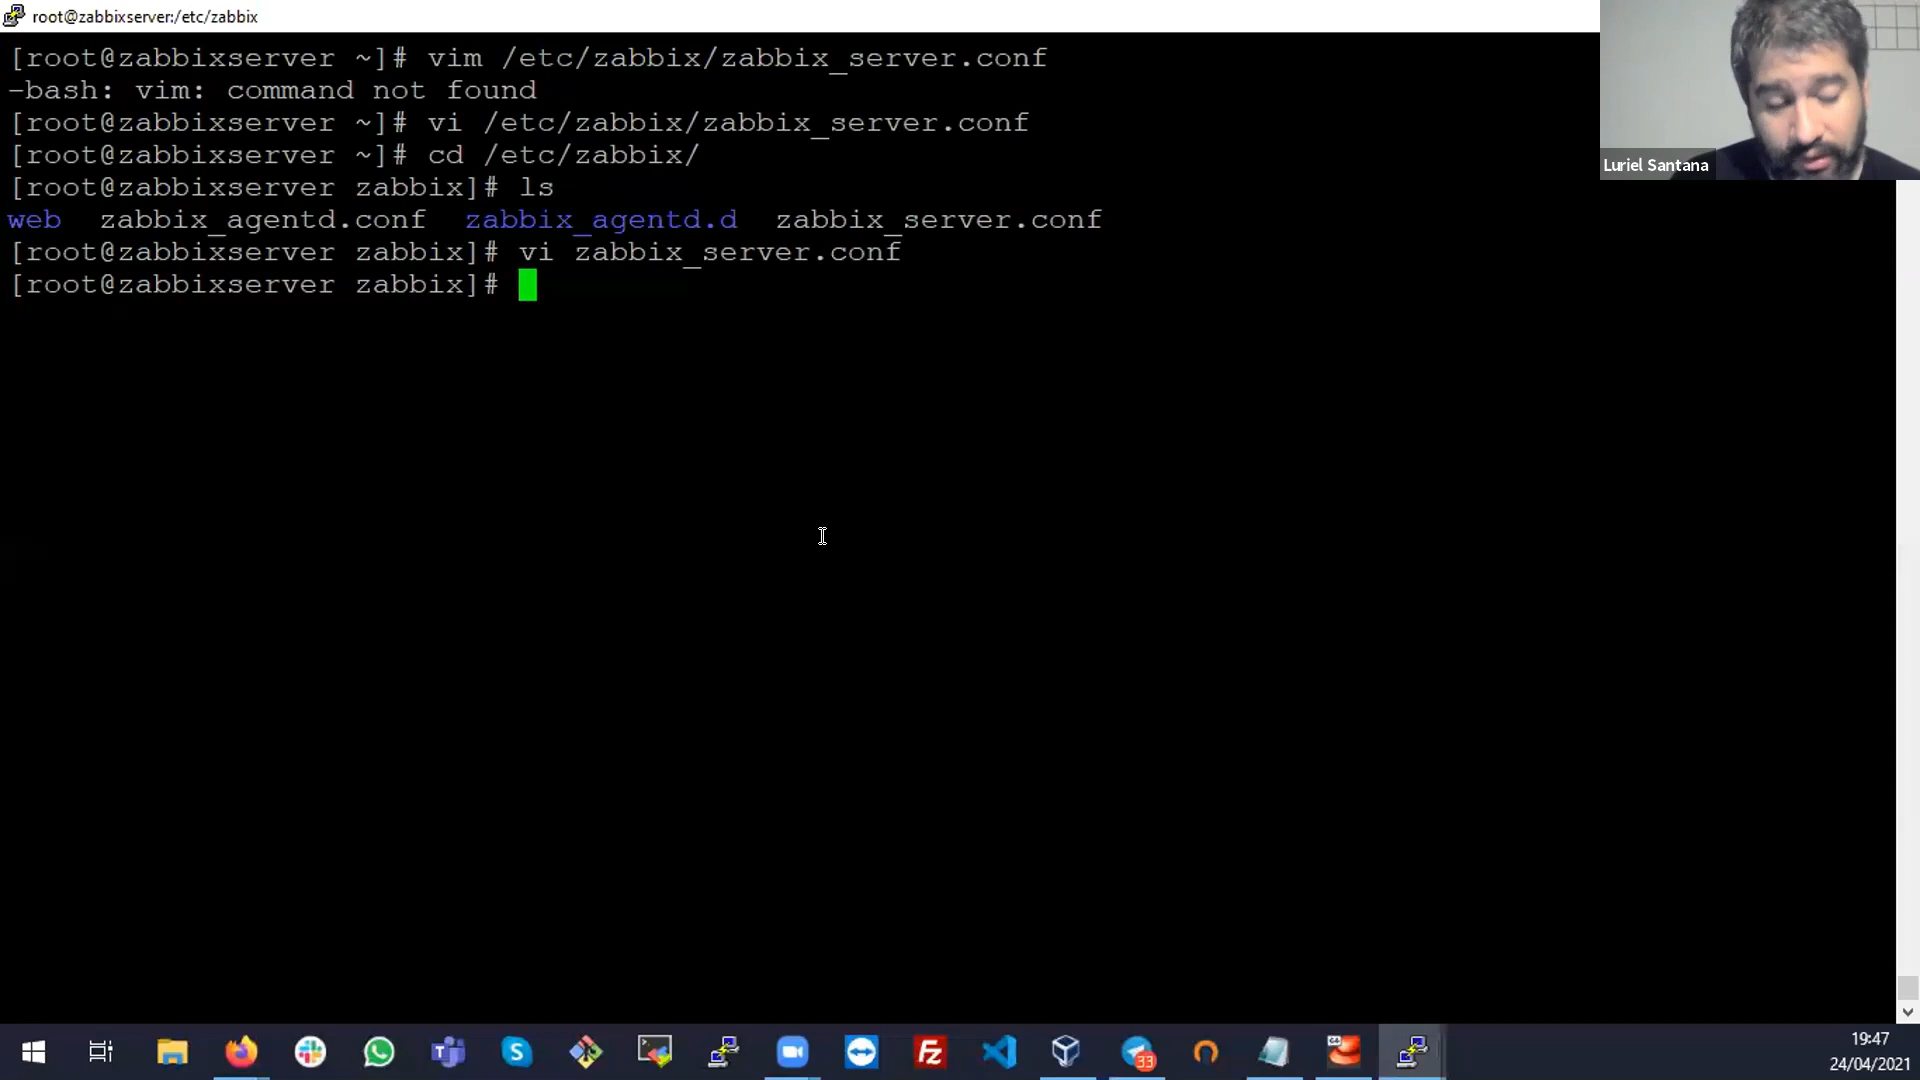 root@zabbixserver:/etc/zabbix
[root@zabbixserver ~]# vim /etc/zabbix/zabbix_server.conf
-bash: vim: command not found
[root@zabbixserver ~]# vi /etc/zabbix/zabbix_server.conf
[root@zabbixserver ~]# cd /etc/zabbix/
[root@zabbixserver zabbix]# ls
web  zabbix_agentd.conf  zabbix_agentd.d  zabbix_server.conf
[root@zabbixserver zabbix]# vi zabbix_server.conf
[root@zabbixserver zabbix]#
Luriel Santana
33
19:47
24/04/2021